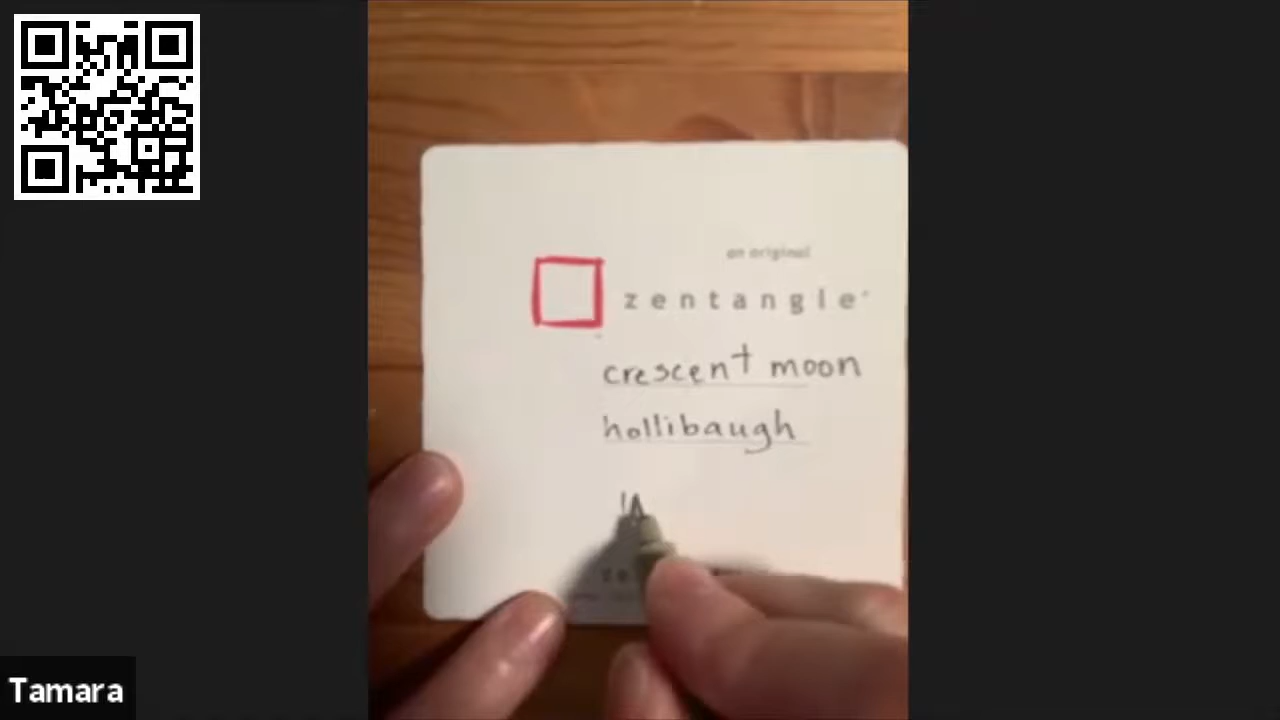 an original
zentangle®
crescent moon
hollibaugh
Tamara